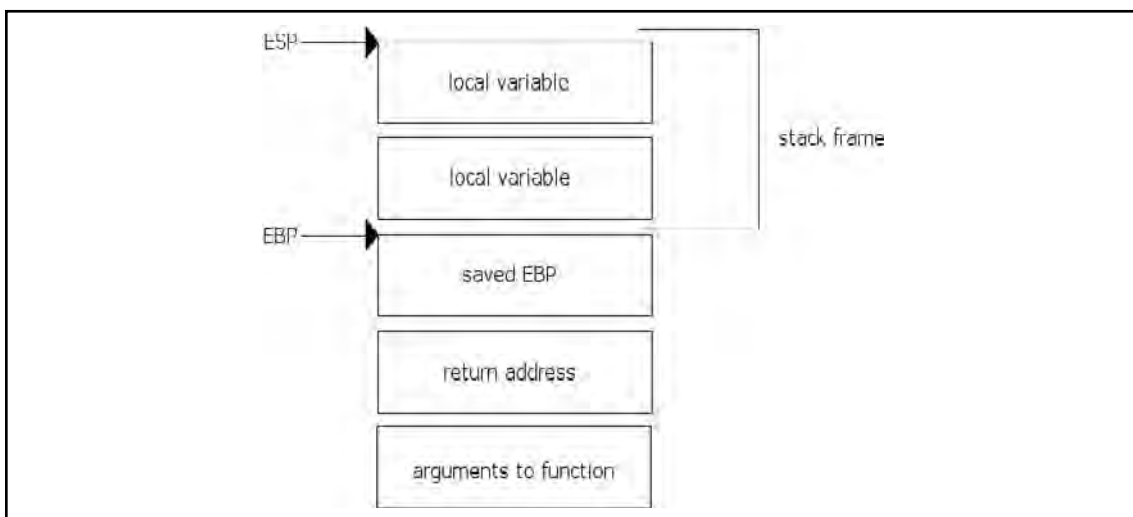 ESP
local variable
stack frame
local variable
EBP
saved EBP
return address
arguments to function